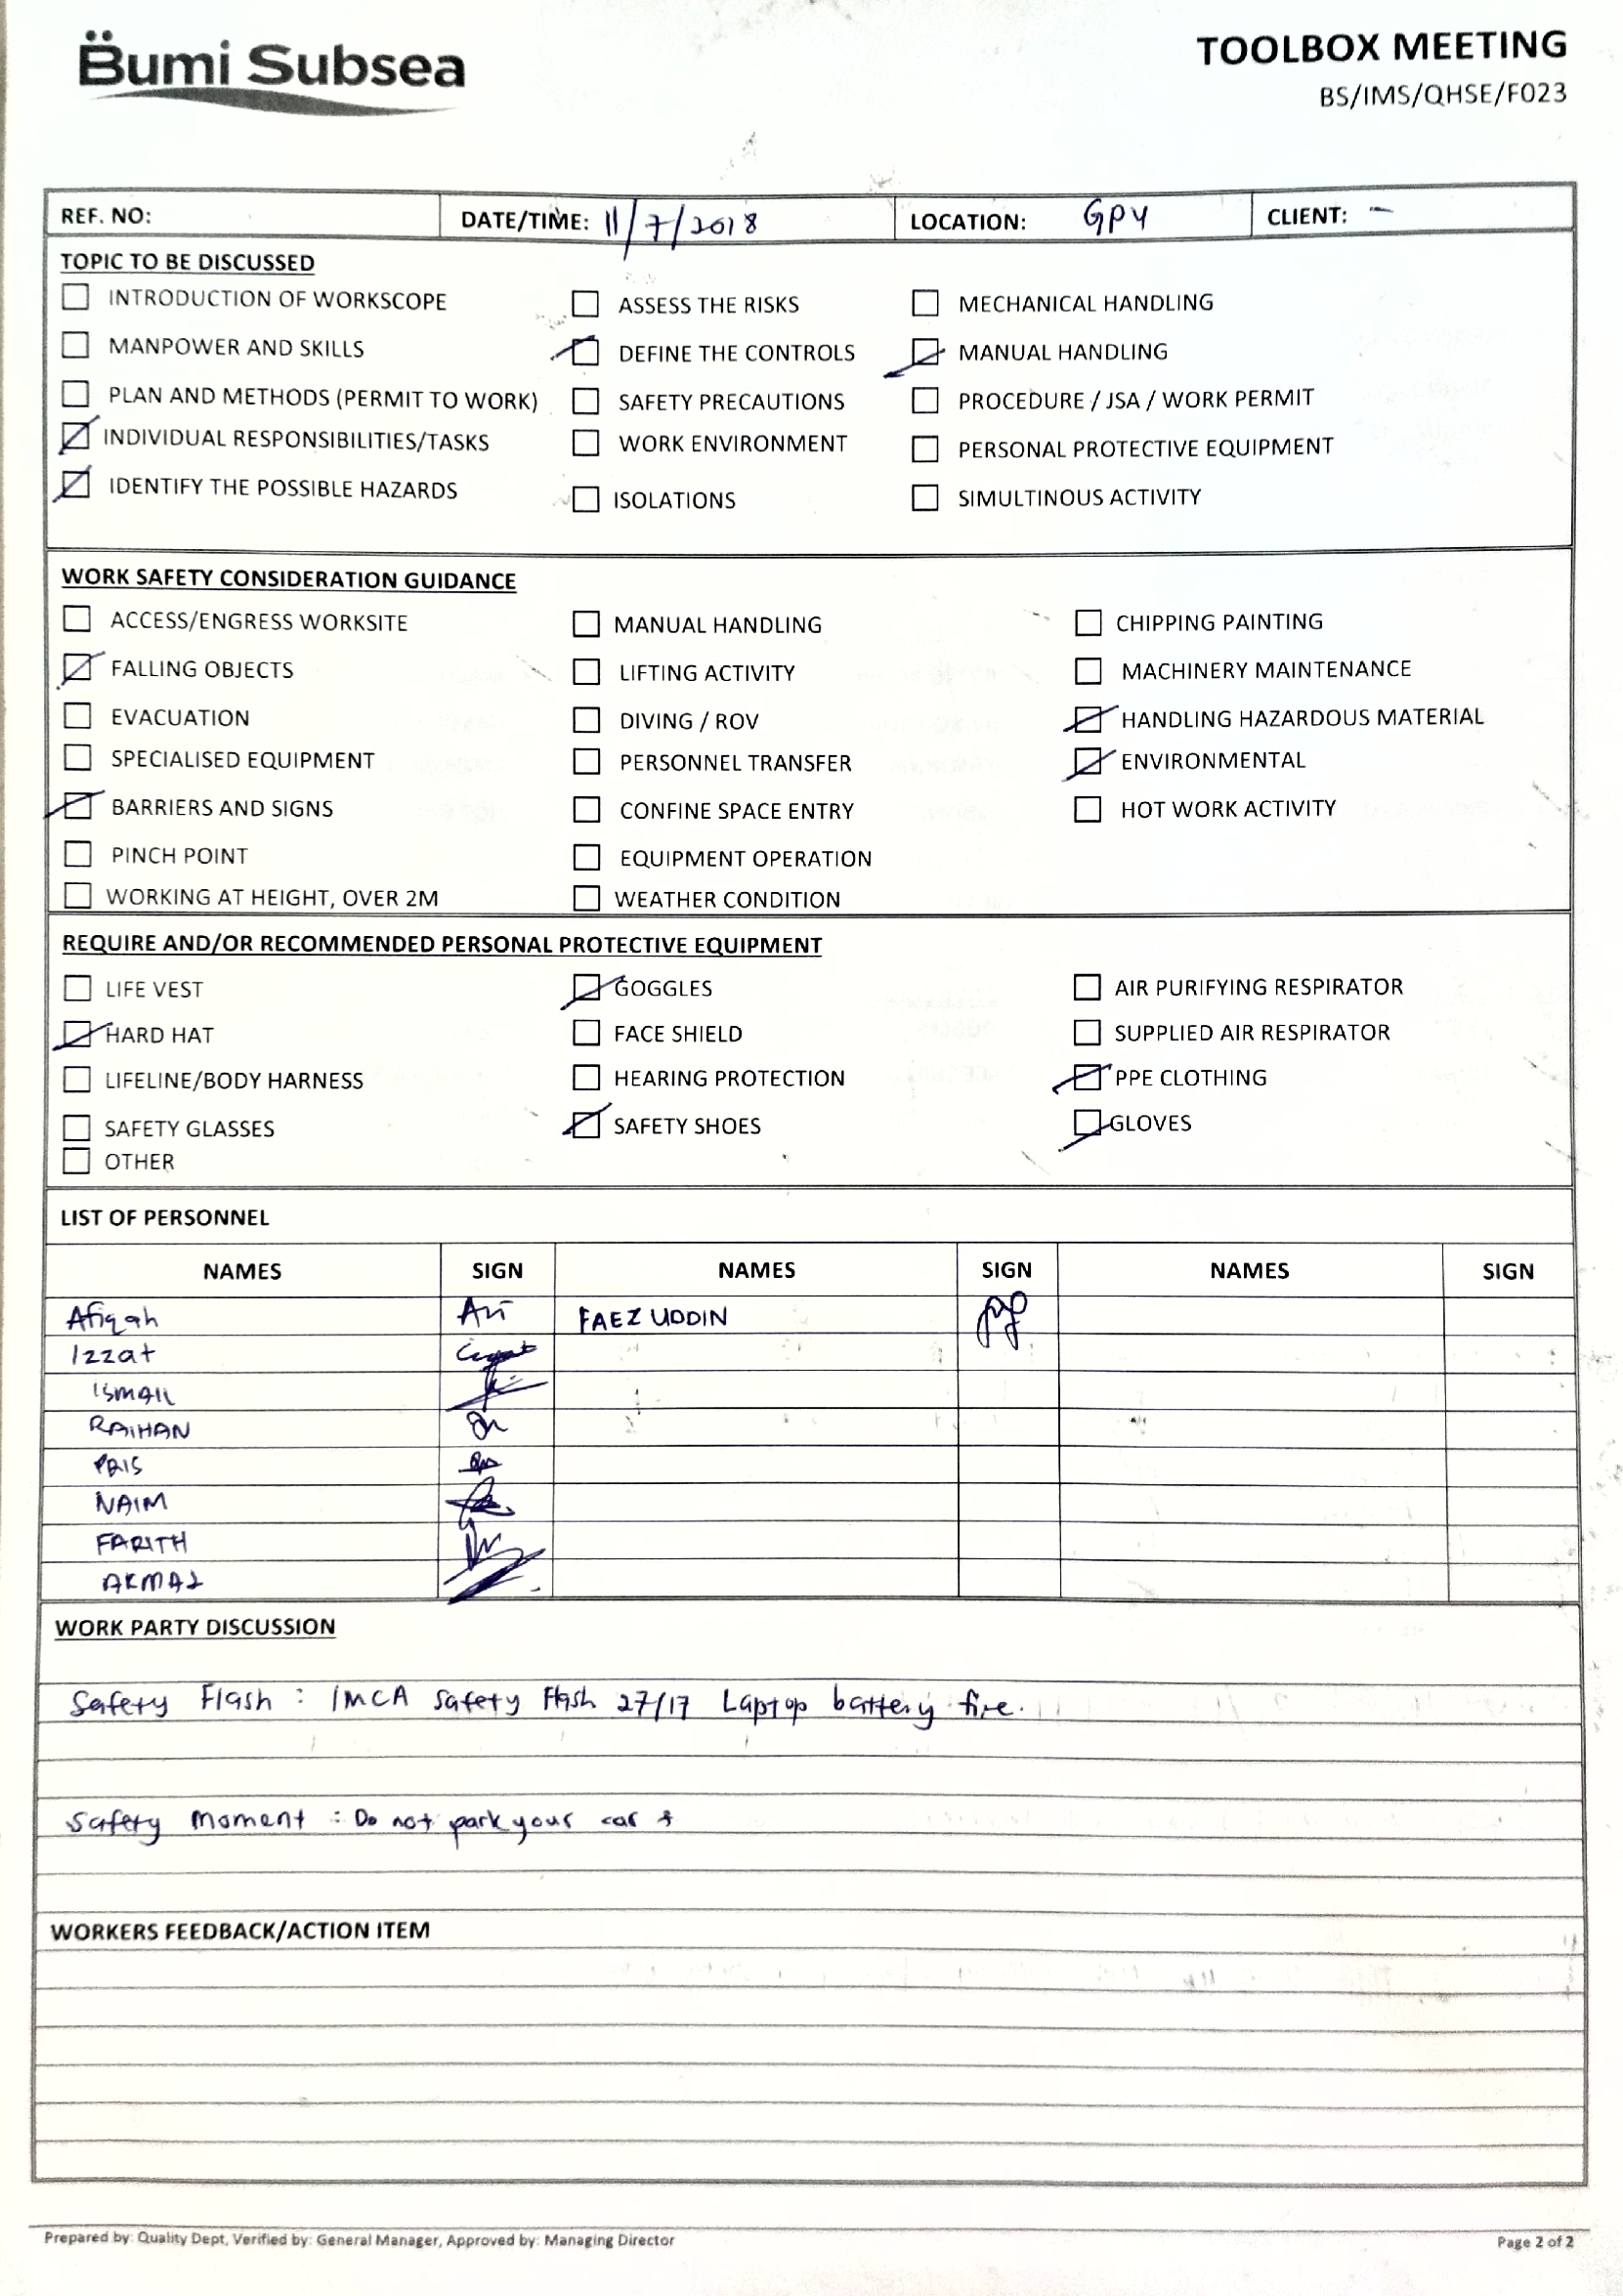 Bumi Subsea
TOOLBOX MEETING
BS/IMS/QHSE/F023
REF. NO: DATE/TIME: 11/7/2018 LOCATION: GPY CLIENT: -
TOPIC TO BE DISCUSSED
INTRODUCTION OF WORKSCOPE ASSESS THE RISKS MECHANICAL HANDLING
MANPOWER AND SKILLS DEFINE THE CONTROLS MANUAL HANDLING
PLAN AND METHODS (PERMIT TO WORK) SAFETY PRECAUTIONS PROCEDURE / JSA / WORK PERMIT
INDIVIDUAL RESPONSIBILITIES/TASKS WORK ENVIRONMENT PERSONAL PROTECTIVE EQUIPMENT
IDENTIFY THE POSSIBLE HAZARDS ISOLATIONS SIMULTINOUS ACTIVITY
WORK SAFETY CONSIDERATION GUIDANCE
ACCESS/ENGRESS WORKSITE MANUAL HANDLING CHIPPING PAINTING
FALLING OBJECTS LIFTING ACTIVITY MACHINERY MAINTENANCE
EVACUATION DIVING / ROV HANDLING HAZARDOUS MATERIAL
SPECIALISED EQUIPMENT PERSONNEL TRANSFER ENVIRONMENTAL
BARRIERS AND SIGNS CONFINE SPACE ENTRY HOT WORK ACTIVITY
PINCH POINT EQUIPMENT OPERATION
WORKING AT HEIGHT, OVER 2M WEATHER CONDITION
REQUIRE AND/OR RECOMMENDED PERSONAL PROTECTIVE EQUIPMENT
LIFE VEST GOGGLES AIR PURIFYING RESPIRATOR
HARD HAT FACE SHIELD SUPPLIED AIR RESPIRATOR
LIFELINE/BODY HARNESS HEARING PROTECTION PPE CLOTHING
SAFETY GLASSES SAFETY SHOES GLOVES
OTHER
LIST OF PERSONNEL
NAMES SIGN NAMES SIGN NAMES SIGN
Afiqah FAEZ UDDIN
Izzat
ISMAIL
RAIHAN
NAIM
FARITH
AKMAL
WORK PARTY DISCUSSION
Safety Flash : IMCA Safety Flash 27/17 Laptop battery fire.
Safety Moment : Do not park your car
WORKERS FEEDBACK/ACTION ITEM
Prepared by: Quality Dept, Verified by: General Manager, Approved by: Managing Director
Page 2 of 2